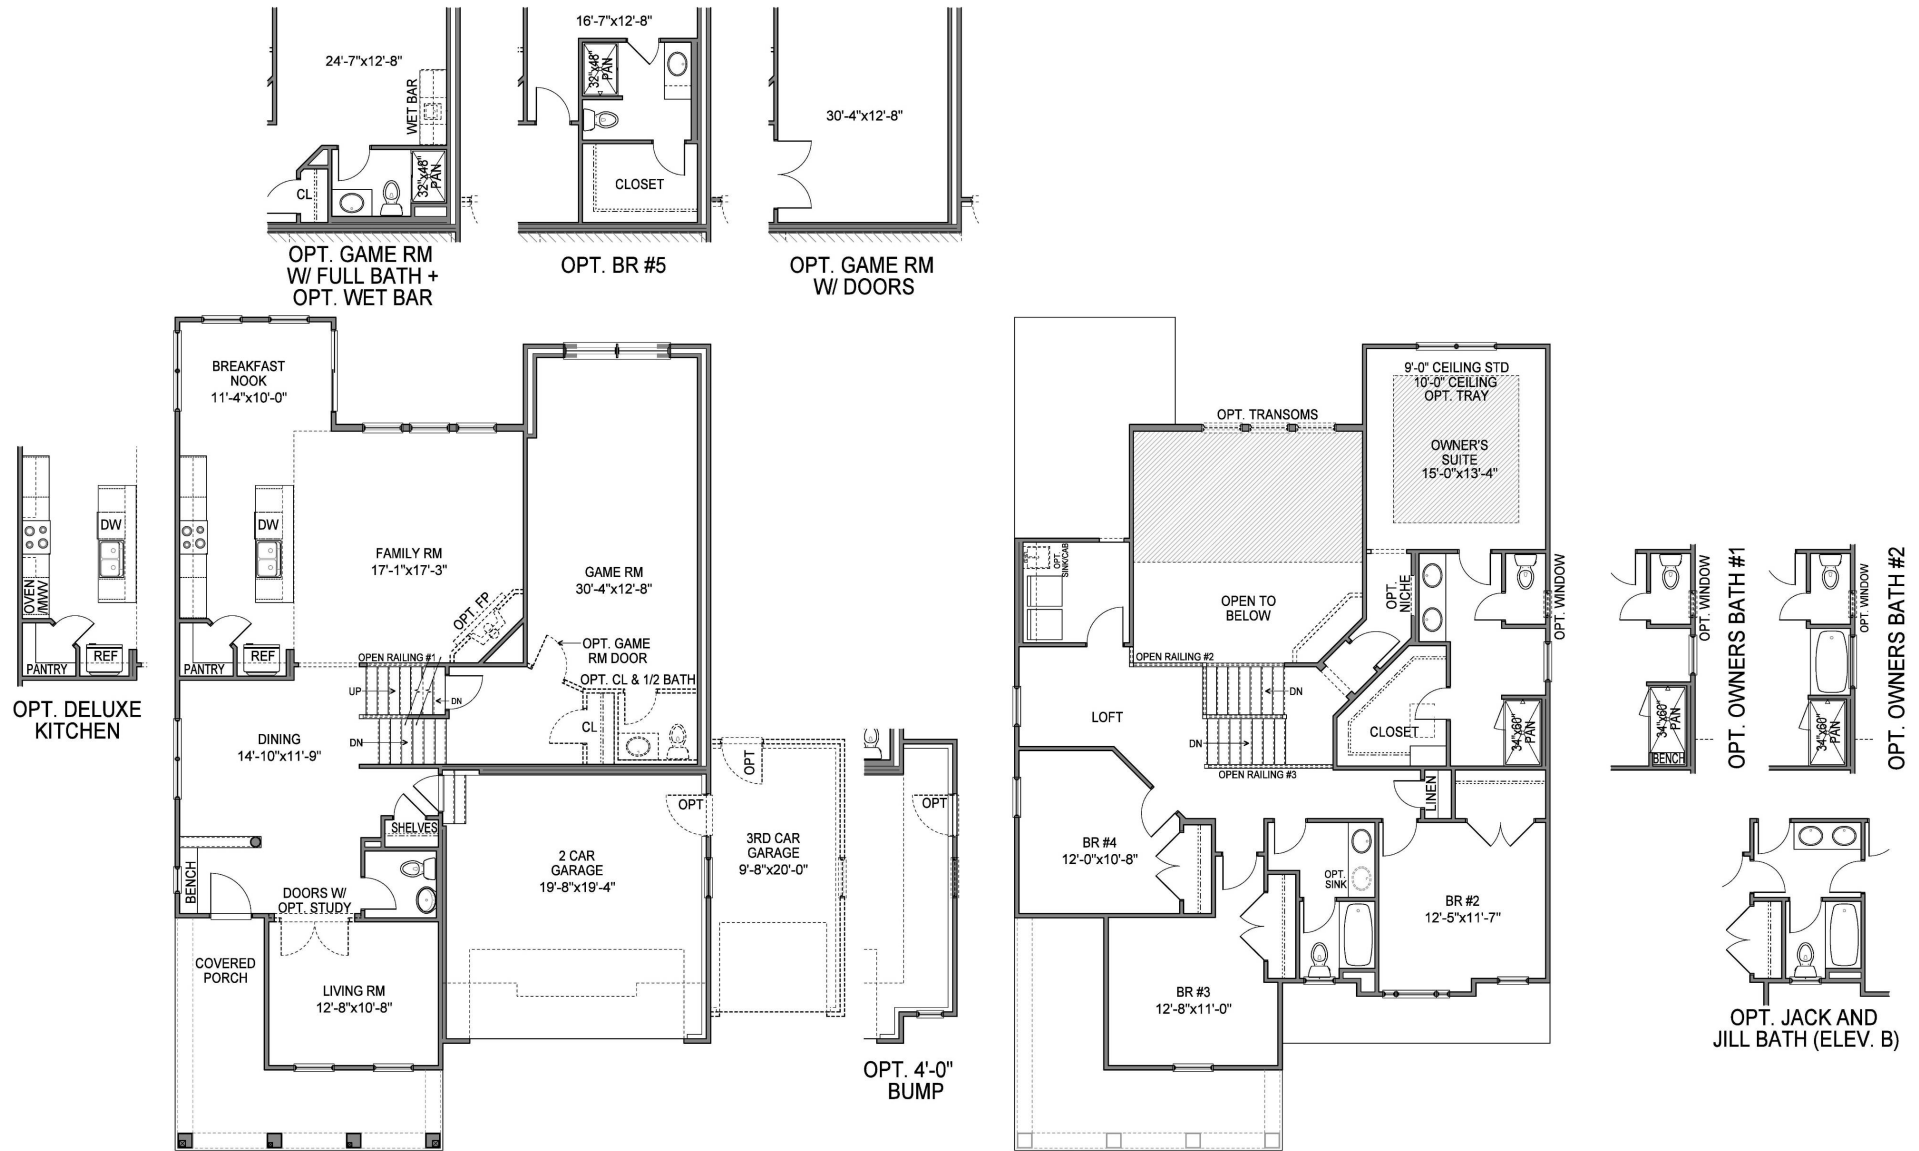 24'-7"x12'-8"
WET BAR
32"x48"
PAN
CL
OPT. GAME RM
W/ FULL BATH +
OPT. WET BAR
16'-7"x12'-8"
32"x48"
PAN
CLOSET
OPT. BR #5
30'-4"x12'-8"
OPT. GAME RM
W/ DOORS
DW
OVEN
/MWV
PANTRY
REF
OPT. DELUXE
KITCHEN
BREAKFAST
NOOK
11'-4"x10'-0"
DW
FAMILY RM
17'-1"x17'-3"
GAME RM
30'-4"x12'-8"
OPT. FP
PANTRY
REF
OPEN RAILING #1
OPT. GAME
RM DOOR
OPT. CL & 1/2 BATH
UP
DN
CL
DN
DINING
14'-10"x11'-9"
SHELVES
OPT
OPT
2 CAR
GARAGE
19'-8"x19'-4"
3RD CAR
GARAGE
9'-8"x20'-0"
BENCH
DOORS W/
OPT. STUDY
COVERED
PORCH
LIVING RM
12'-8"x10'-8"
OPT
OPT. 4'-0"
BUMP
9'-0" CEILING STD
10'-0" CEILING
OPT. TRAY
OPT. TRANSOMS
OWNER'S
SUITE
15'-0"x13'-4"
OPT.
SINK/CAB
OPEN TO
BELOW
OPT.
NICHE
OPT. WINDOW
OPEN RAILING #2
DN
LOFT
DN
OPEN RAILING #3
CLOSET
34"x60"
PAN
LINEN
BR #4
12'-0"x10'-8"
OPT.
SINK
BR #2
12'-5"x11'-7"
BR #3
12'-8"x11'-0"
OPT. WINDOW
34"x60"
PAN
BENCH
OPT. OWNERS BATH #1
OPT. WINDOW
34"x60"
PAN
OPT. OWNERS BATH #2
OPT. JACK AND
JILL BATH (ELEV. B)